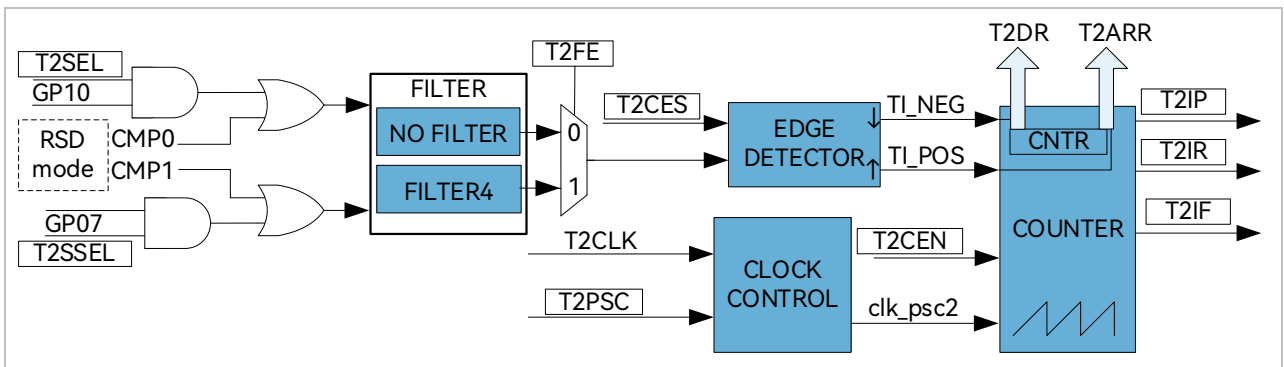 T2SEL
GP10
RSD
mode
CMP0
CMP1
GP07
T2SSEL
FILTER
NO FILTER
FILTER4
T2FE
0
1
T2CES
EDGE
DETECTOR
↓
↑
TI_NEG
TI_POS
T2CLK
T2PSC
CLOCK
CONTROL
T2CEN
clk_psc2
T2DR
T2ARR
CNTR
COUNTER
T2IP
T2IR
T2IF